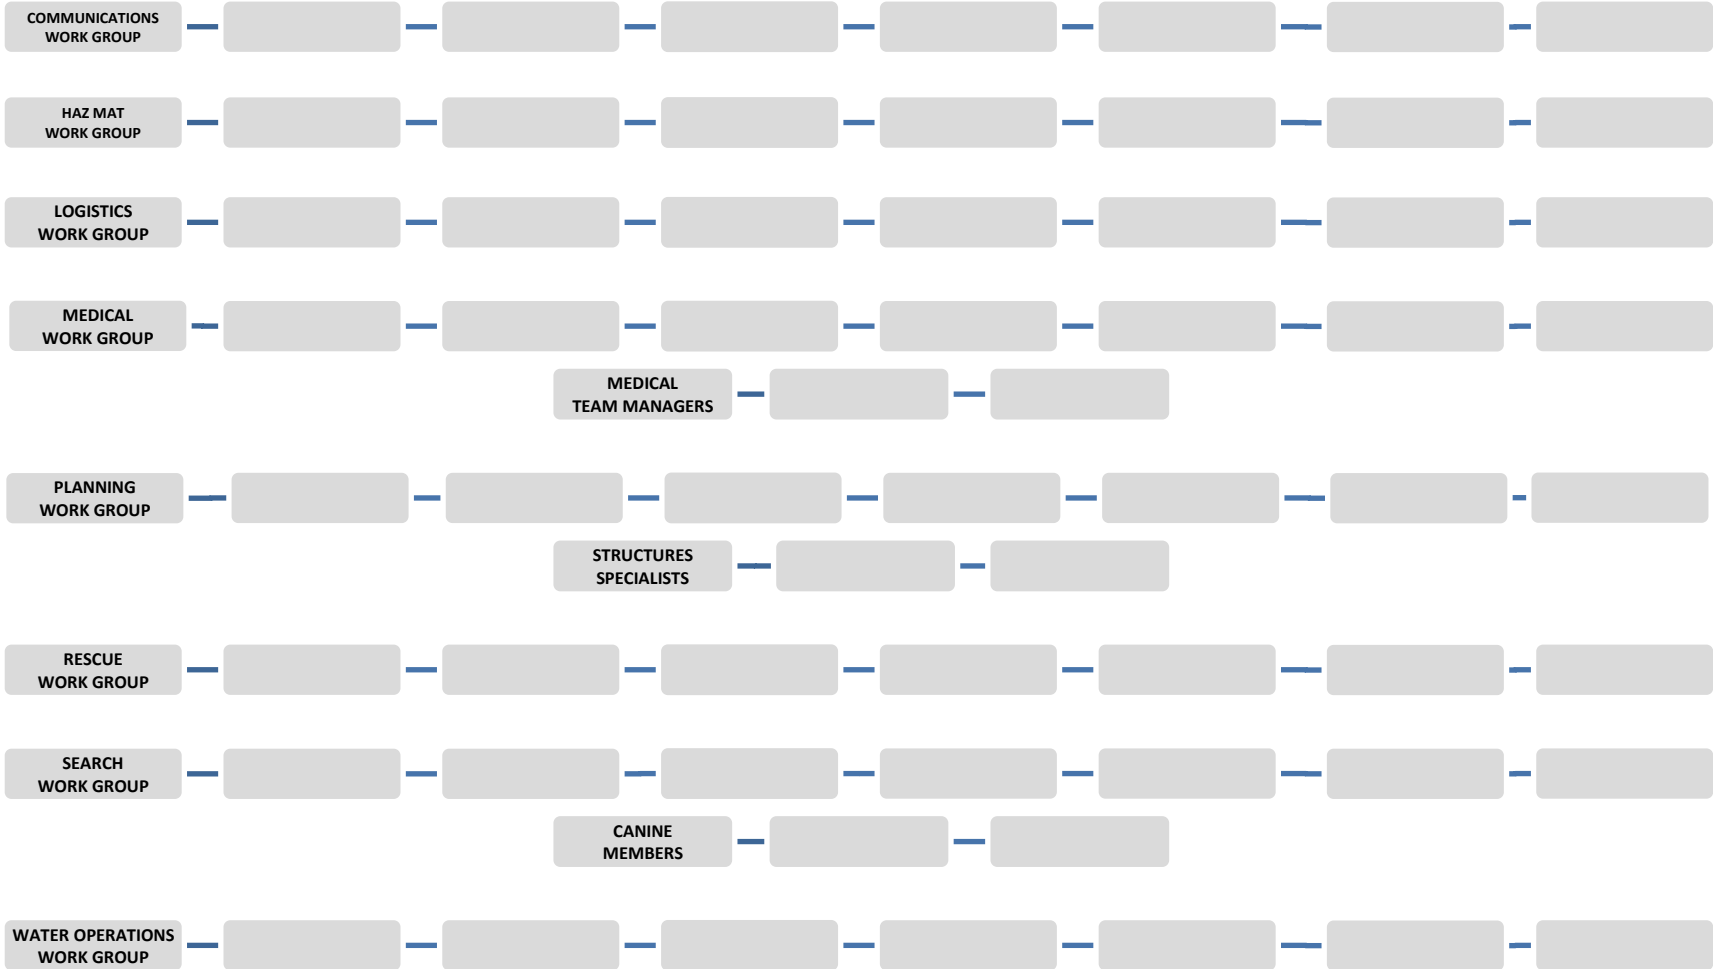 COMMUNICATIONS
WORK GROUP
HAZ MAT
WORK GROUP
LOGISTICS
WORK GROUP
MEDICAL
WORK GROUP
MEDICAL
TEAM MANAGERS
PLANNING
WORK GROUP
STRUCTURES
SPECIALISTS
RESCUE
WORK GROUP
SEARCH
WORK GROUP
CANINE
MEMBERS
WATER OPERATIONS
WORK GROUP